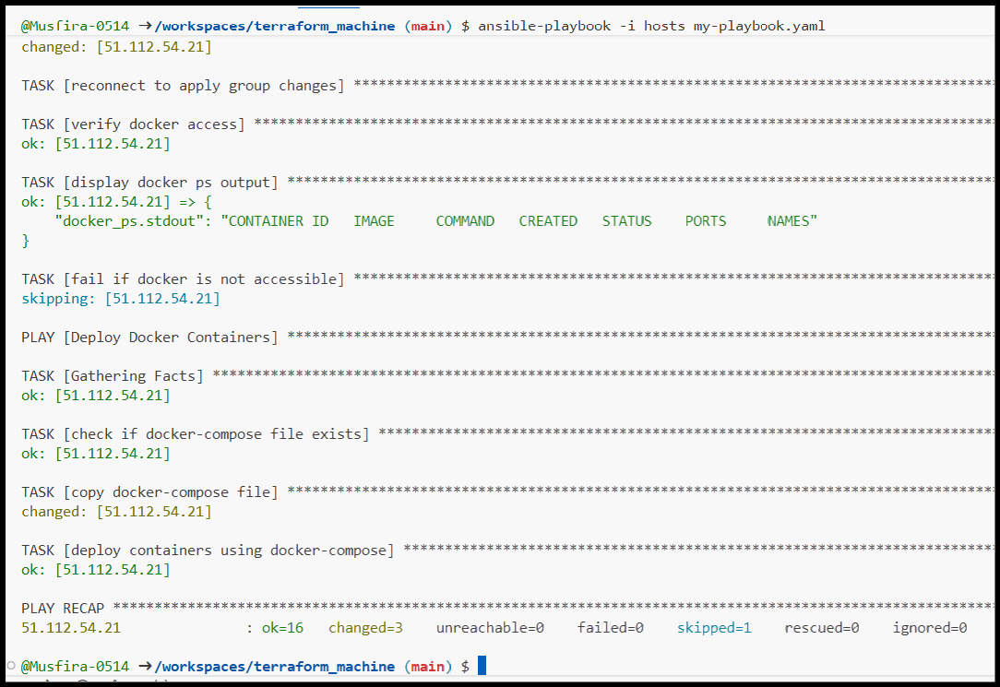 @Musfira-0514 ➜/workspaces/terraform_machine (main) $ ansible-playbook -i hosts my-playbook.yaml
changed: [51.112.54.21]
TASK [reconnect to apply group changes] *****************************************************************************
TASK [verify docker access] *****************************************************************************************
ok: [51.112.54.21]
TASK [display docker ps output] *************************************************************************************
ok: [51.112.54.21] => {
    "docker_ps.stdout": "CONTAINER ID   IMAGE     COMMAND   CREATED   STATUS    PORTS     NAMES"
}
TASK [fail if docker is not accessible] *****************************************************************************
skipping: [51.112.54.21]
PLAY [Deploy Docker Containers] *************************************************************************************
TASK [Gathering Facts] **********************************************************************************************
ok: [51.112.54.21]
TASK [check if docker-compose file exists] **************************************************************************
ok: [51.112.54.21]
TASK [copy docker-compose file] *************************************************************************************
changed: [51.112.54.21]
TASK [deploy containers using docker-compose] ***********************************************************************
ok: [51.112.54.21]
PLAY RECAP **********************************************************************************************************
51.112.54.21               : ok=16   changed=3    unreachable=0    failed=0    skipped=1    rescued=0    ignored=0
@Musfira-0514 ➜/workspaces/terraform_machine (main) $